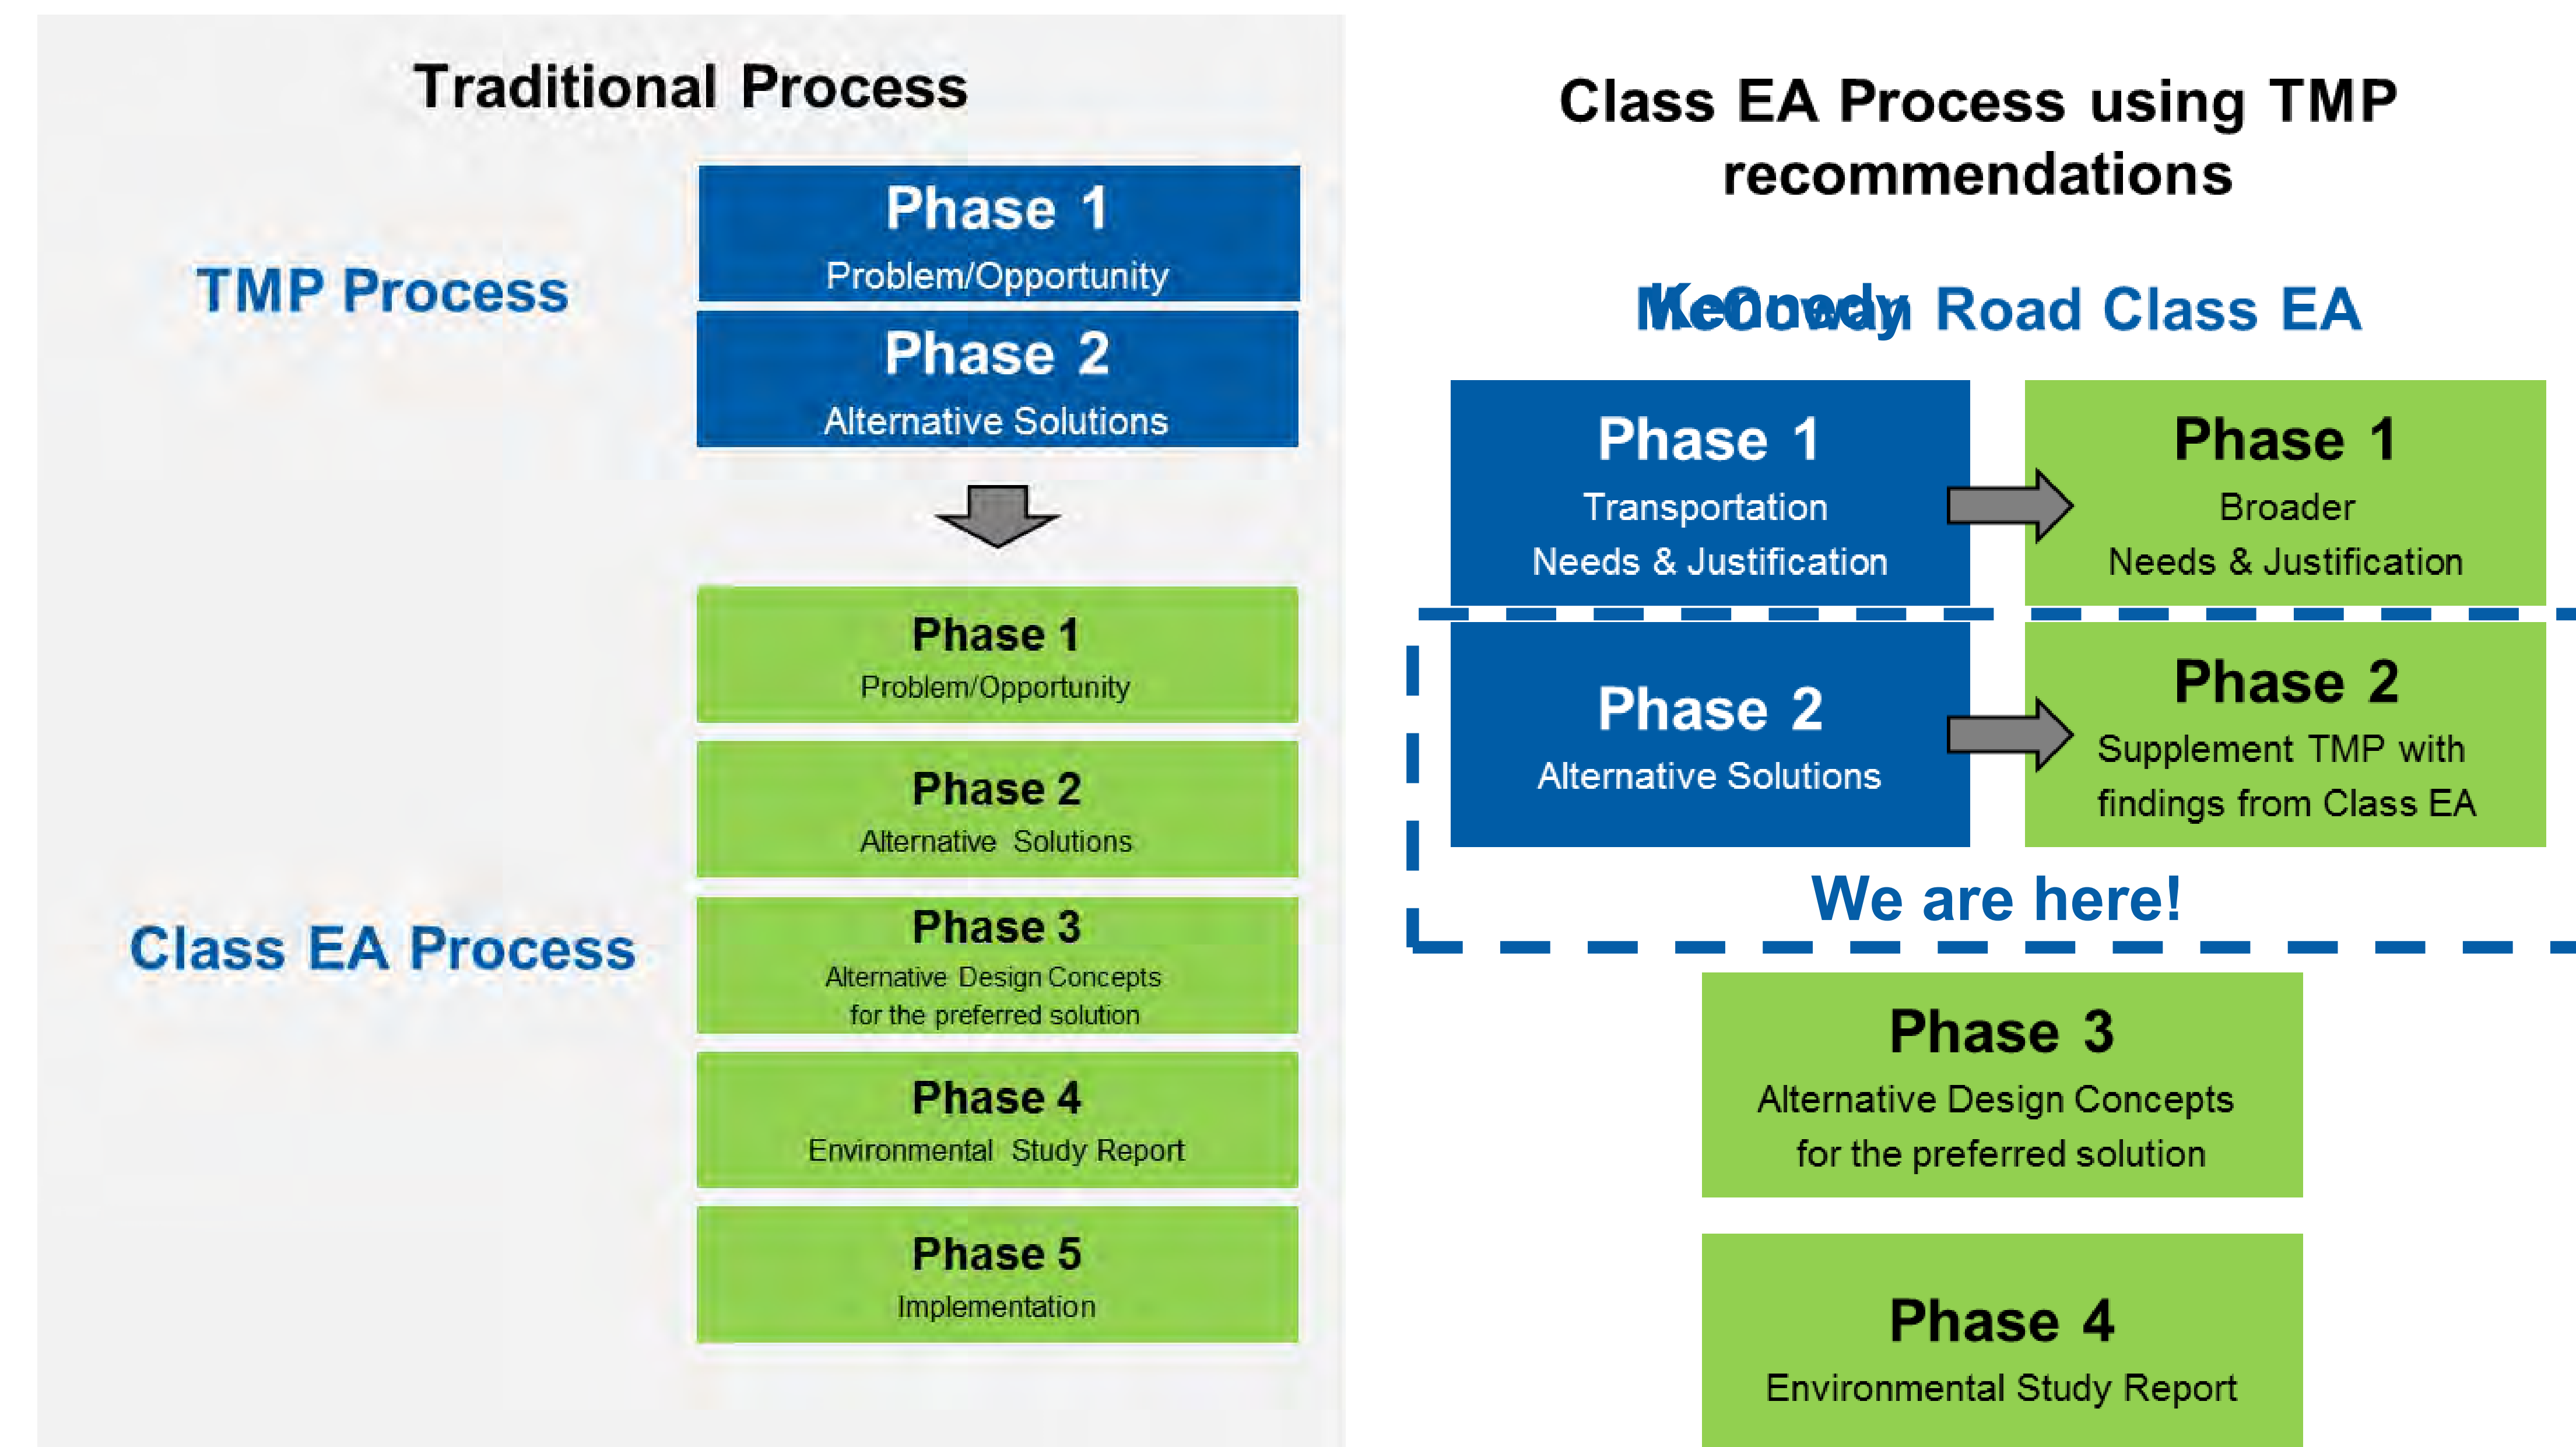 Traditional Process
TMP Process
Phase 1
Problem/Opportunity
Phase 2
Alternative Solutions
Class EA Process
Phase 1
Problem/Opportunity
Phase 2
Alternative Solutions
Phase 3
Alternative Design Concepts
for the preferred solution
Phase 4
Environmental Study Report
Phase 5
Implementation
Class EA Process using TMP
recommendations
Kennedy Road Class EA
Phase 1
Transportation
Needs & Justification
Phase 1
Broader
Needs & Justification
Phase 2
Alternative Solutions
Phase 2
Supplement TMP with
findings from Class EA
We are here!
Phase 3
Alternative Design Concepts
for the preferred solution
Phase 4
Environmental Study Report